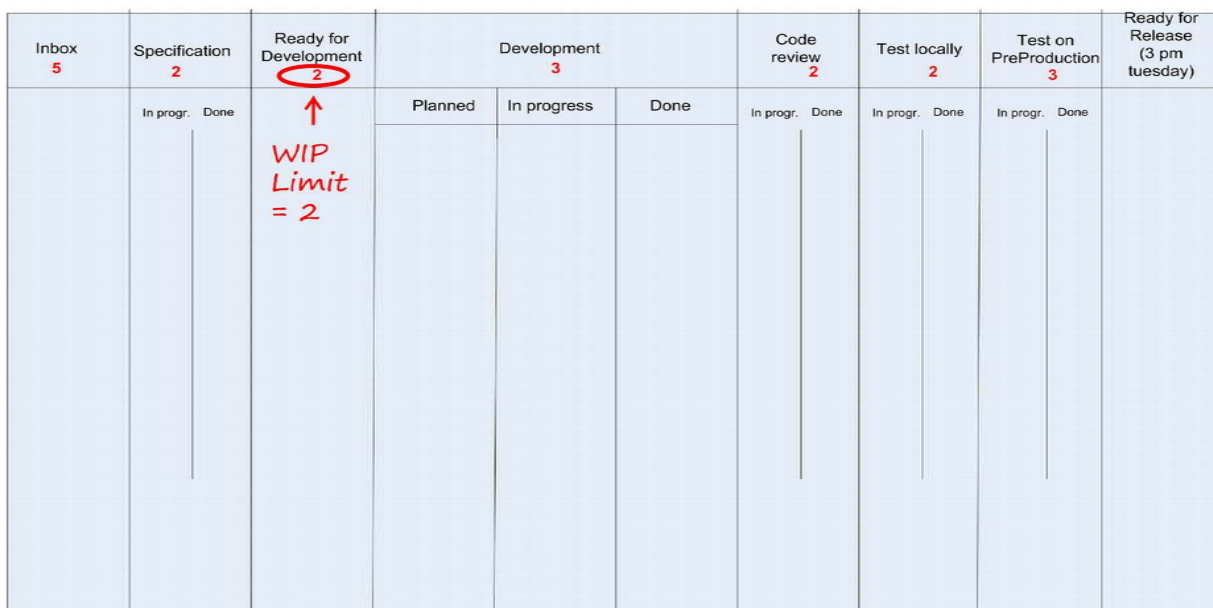 Inbox
5
Specification
2
Ready for
Development
2
Development
3
Code
review
2
Test locally
2
Test on
PreProduction
3
Ready for
Release
(3 pm
tuesday)
In progr. Done
Planned In progress Done
In progr. Done
In progr. Done
In progr. Done
WIP
Limit
= 2